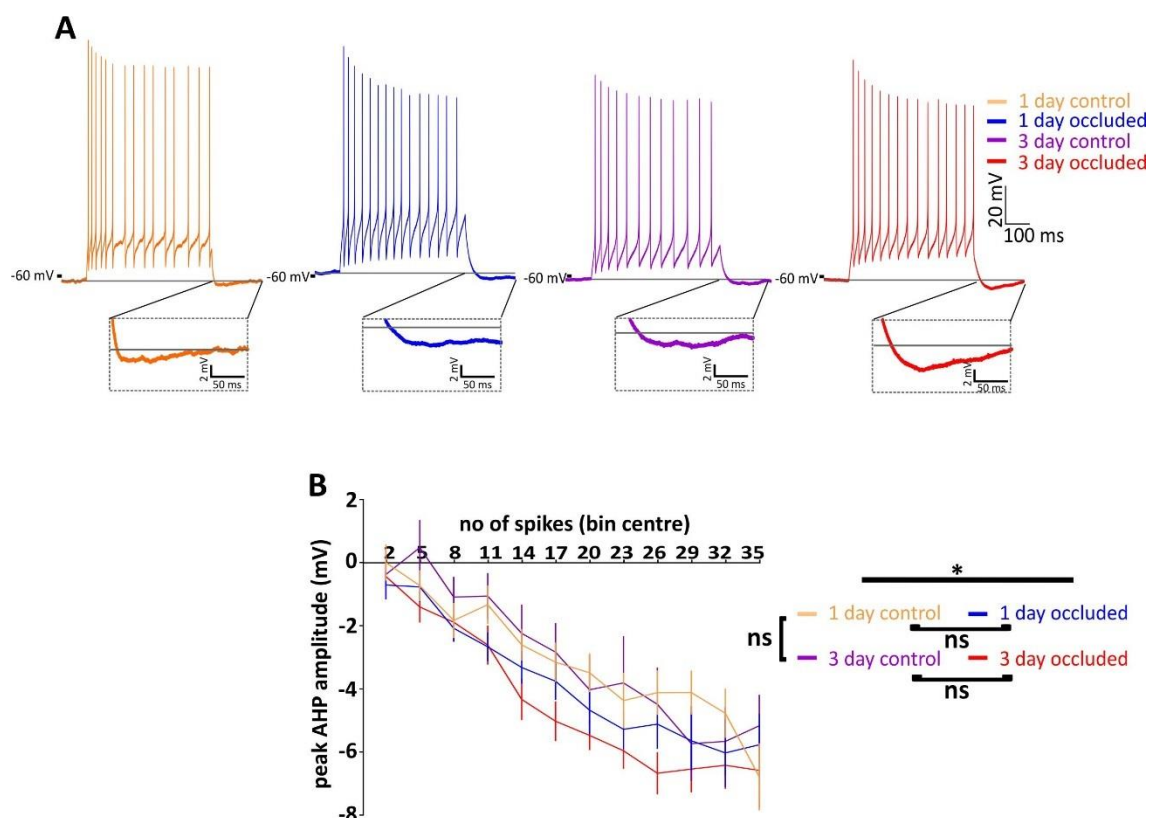 A
1 day control
1 day occluded
3 day control
3 day occluded
20 mV
100 ms
-60 mV
-60 mV
-60 mV
-60 mV
2 mV
50 ms
2 mV
50 ms
2 mV
50 ms
2 mV
50 ms
B
peak AHP amplitude (mV)
2
no of spikes (bin centre)
0
2 5 8 11 14 17 20 23 26 29 32 35
-2
-4
-6
-8
*
1 day control 1 day occluded
ns
ns
3 day control 3 day occluded
ns